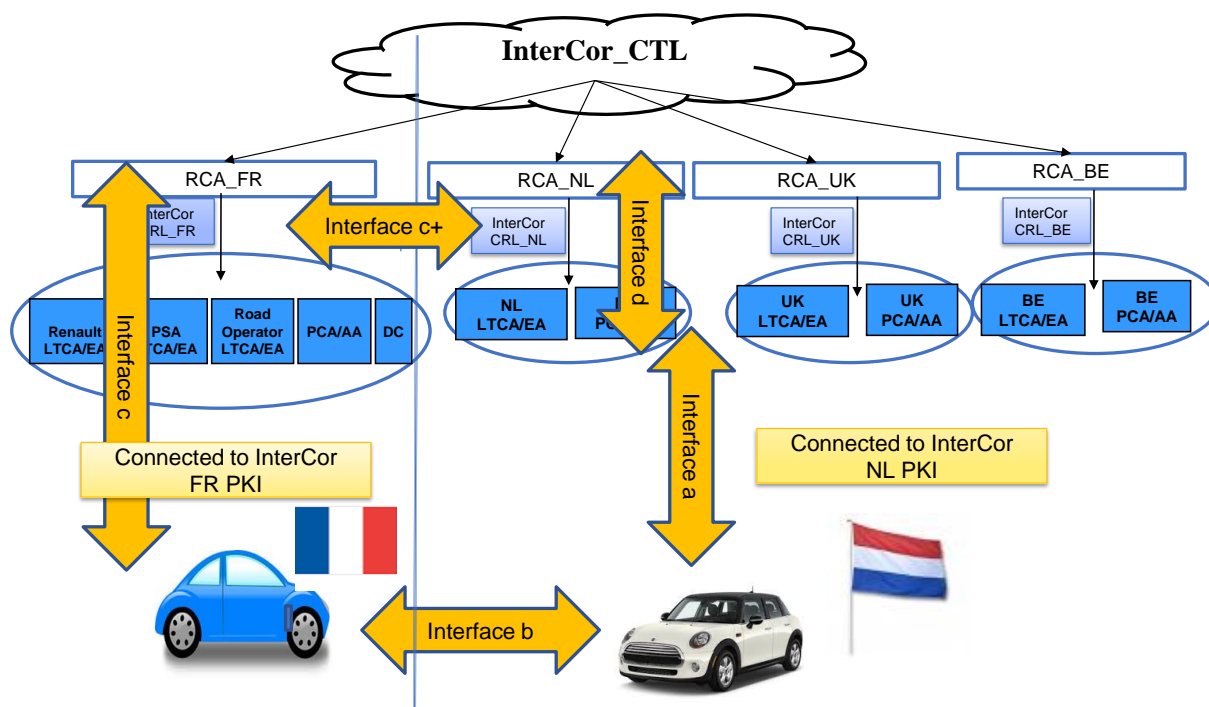 InterCor_CTL
RCA_FR
RCA_NL
RCA_UK
RCA_BE
InterCor
Interface c+
InterCor
CRL_NL
InterCor
CRL_UK
InterCor
CRL_BE
Interface d
Renault
LTCA/EA
PSA
Road
Operator
LTCA/EA
PCA/AA
DC
NL
LTCA/EA
UK
LTCA/EA
UK
PCA/AA
BE
LTCA/EA
BE
PCA/AA
Interface c
Interface a
Connected to InterCor
FR PKI
Connected to InterCor
NL PKI
Interface b